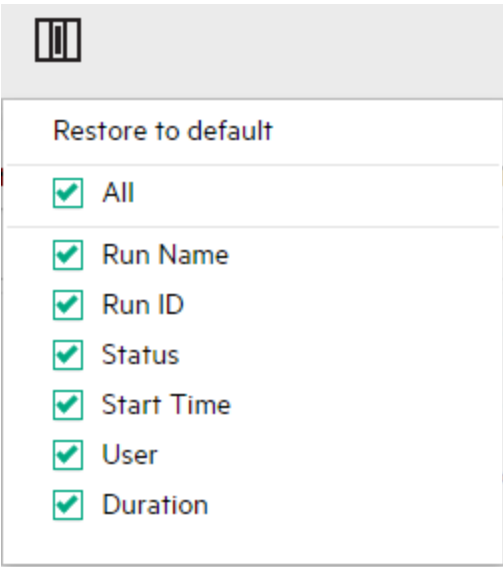 Restore to default
All
Run Name
Run ID
Status
Start Time
User
Duration